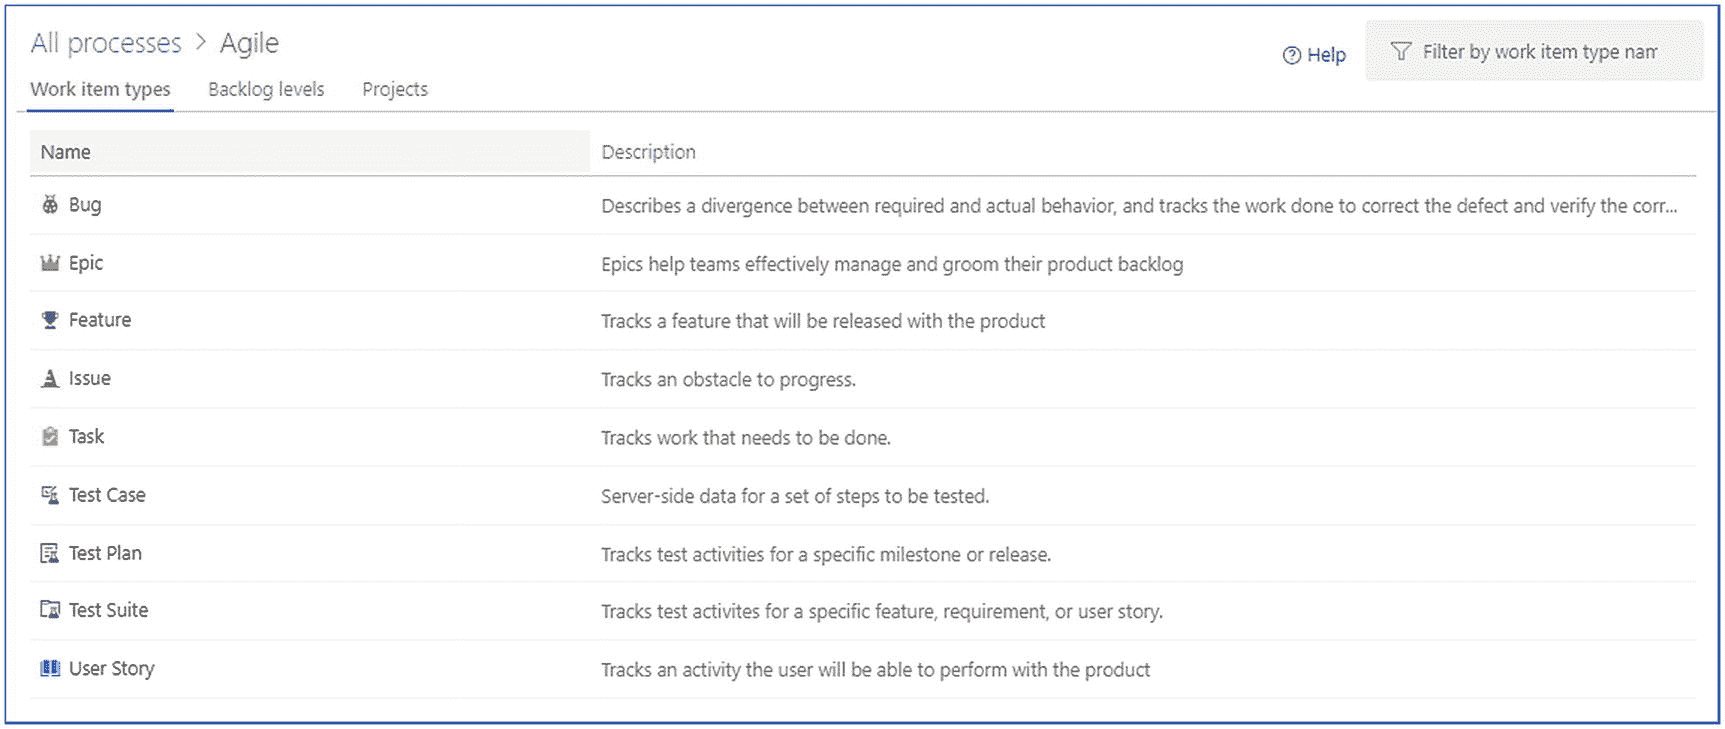 All processes > Agile
Help
Filter by work item type nam
Work item types Backlog levels Projects
Name Description
Bug Describes a divergence between required and actual behavior, and tracks the work done to correct the defect and verify the corr...
Epic Epics help teams effectively manage and groom their product backlog
Feature Tracks a feature that will be released with the product
Issue Tracks an obstacle to progress.
Task Tracks work that needs to be done.
Test Case Server-side data for a set of steps to be tested.
Test Plan Tracks test activities for a specific milestone or release.
Test Suite Tracks test activites for a specific feature, requirement, or user story.
User Story Tracks an activity the user will be able to perform with the product